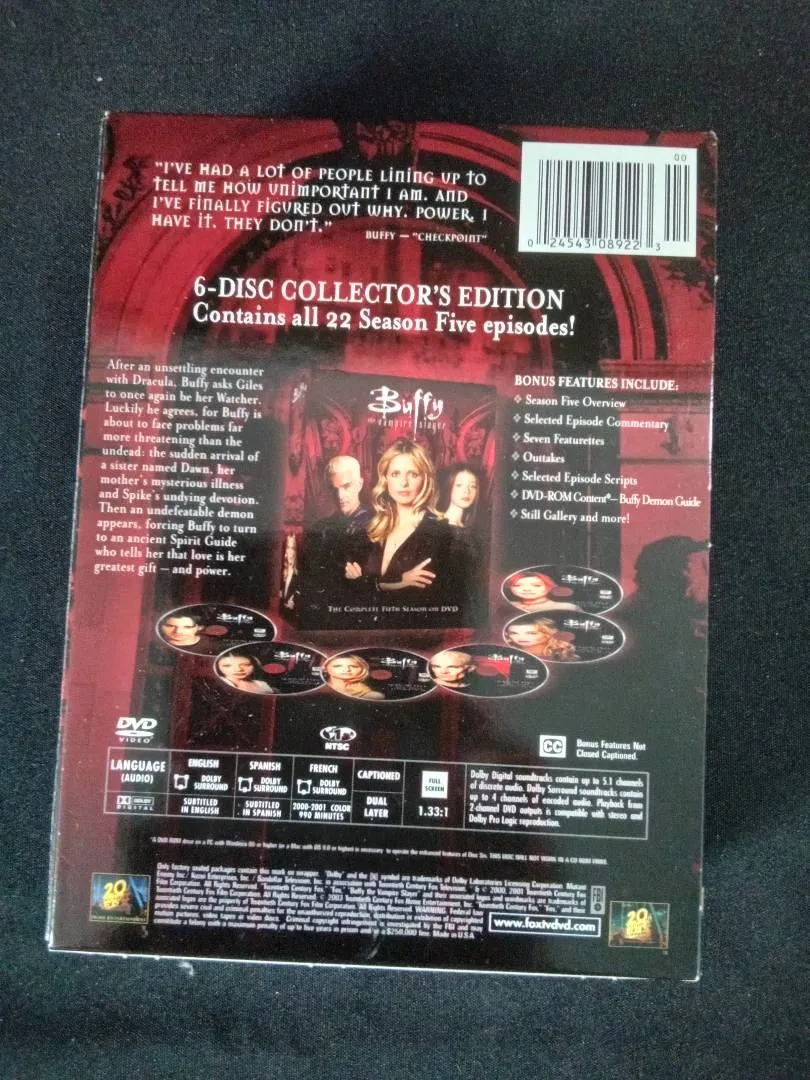 "I'VE HAD A LOT OF PEOPLE LINING UP TO
TELL ME HOW UNIMPORTANT I AM. AND
I'VE FINALLY FIGURED OUT WHY. POWER. I
HAVE IT. THEY DON'T."
BUFFY — "CHECKPOINT"
00
0 24543 08922 3
6-DISC COLLECTOR'S EDITION
Contains all 22 Season Five episodes!
After an unsettling encounter
with Dracula, Buffy asks Giles
to once again be her Watcher.
Luckily he agrees, for Buffy is
about to face problems far
more threatening than the
undead: the sudden arrival of
a sister named Dawn, her
mother's mysterious illness
and Spike's undying devotion.
Then an undefeatable demon
appears, forcing Buffy to turn
to an ancient Spirit Guide
who tells her that love is her
greatest gift — and power.
Buffy
the vampire slayer
THE COMPLETE FIFTH SEASON ON DVD
BONUS FEATURES INCLUDE:
Season Five Overview
Selected Episode Commentary
Seven Featurettes
Outtakes
Selected Episode Scripts
DVD-ROM Content* — Buffy Demon Guide
Still Gallery and more!
Buffy
Buffy
Buffy
Buffy
Buffy
Buffy
DVD
VIDEO
NTSC
CC
Bonus Features Not
Closed Captioned.
LANGUAGE
(AUDIO)
DOLBY
DIGITAL
ENGLISH
DOLBY
SURROUND
SUBTITLED
IN ENGLISH
SPANISH
DOLBY
SURROUND
SUBTITLED
IN SPANISH
FRENCH
DOLBY
SURROUND
2000-2001 COLOR
990 MINUTES
CAPTIONED
DUAL
LAYER
FULL
SCREEN
1.33:1
Dolby Digital soundtracks contain up to 5.1 channels
of discrete audio. Dolby Surround soundtracks contain
up to 4 channels of encoded audio. Playback from
2-channel DVD outputs is compatible with stereo and
Dolby Pro Logic reproduction.
www.foxtvdvd.com
20
20